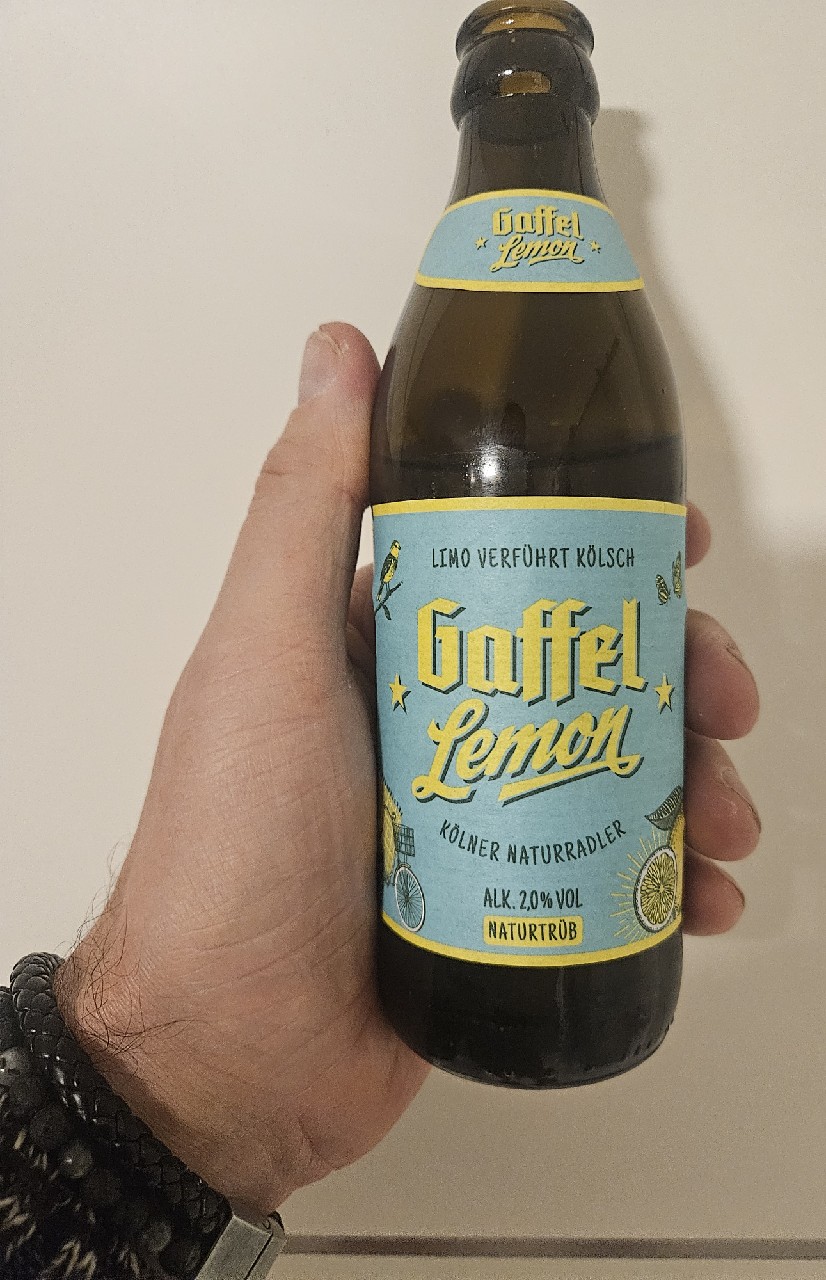 Gaffel
Lemon
LIMO VERFÜHRT KÖLSCH
Gaffel
Lemon
KÖLNER NATURRADLER
ALK. 2,0% VOL
NATURTRÜB